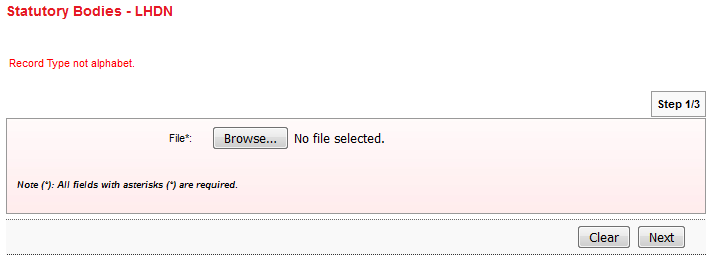 Statutory Bodies - LHDN
Record Type not alphabet.
Step 1/3
File*: Browse... No file selected.
Note (*): All fields with asterisks (*) are required.
Clear Next